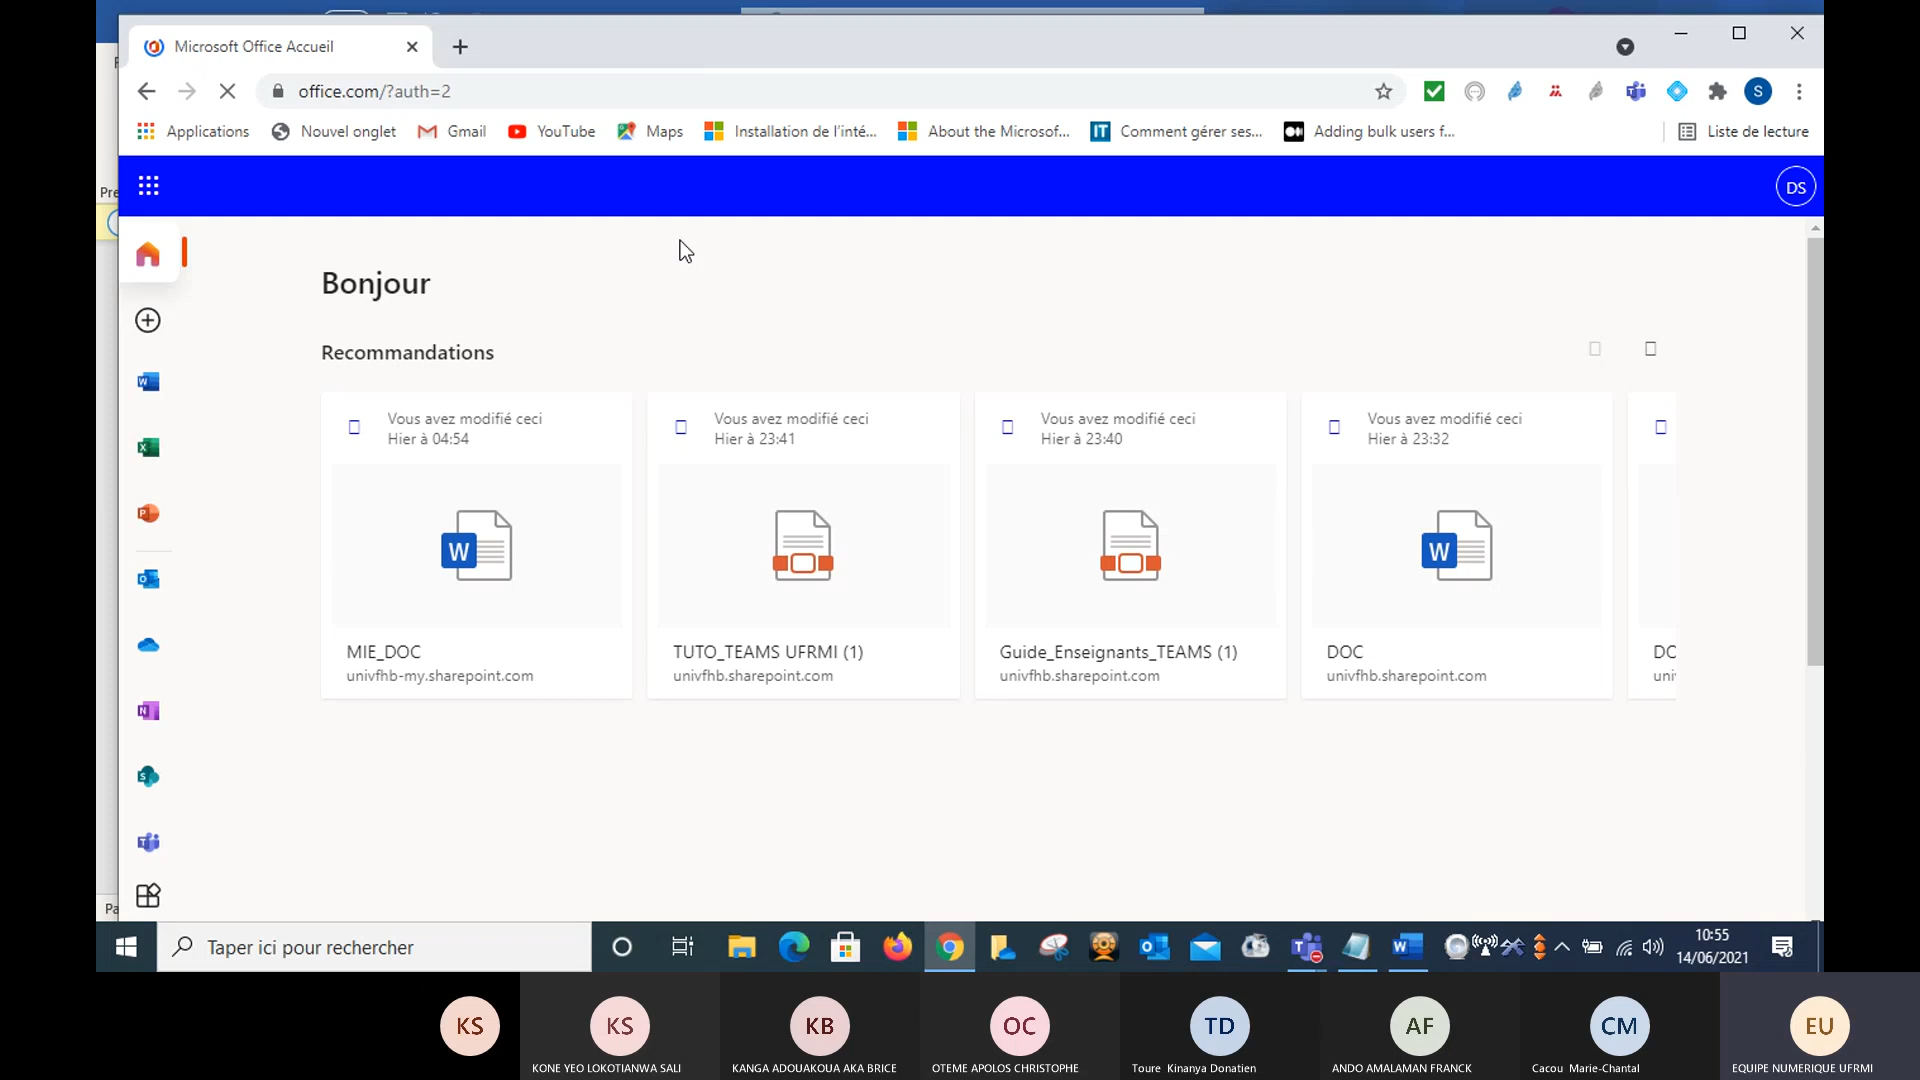 Microsoft Office Accueil
office.com/?auth=2
S
Applications
Nouvel onglet
Gmail
YouTube
Maps
Installation de l'inté...
About the Microsof...
IT
Comment gérer ses...
Adding bulk users f...
Liste de lecture
DS
Pre
Bonjour
Recommandations
Vous avez modifié ceci
Hier à 04:54
W
MIE_DOC
univfhb-my.sharepoint.com
Vous avez modifié ceci
Hier à 23:41
TUTO_TEAMS UFRMI (1)
univfhb.sharepoint.com
Vous avez modifié ceci
Hier à 23:40
Guide_Enseignants_TEAMS (1)
univfhb.sharepoint.com
Vous avez modifié ceci
Hier à 23:32
W
DOC
univfhb.sharepoint.com
DO
univ
Pa
Taper ici pour rechercher
10:55
14/06/2021
KS
KS
KONE YEO LOKOTIANWA SALI
KB
KANGA ADOUAKOUA AKA BRICE
OC
OTEME APOLOS CHRISTOPHE
TD
Toure Kinanya Donatien
AF
ANDO AMALAMAN FRANCK
CM
Cacou Marie-Chantal
EU
EQUIPE NUMERIQUE UFRMI